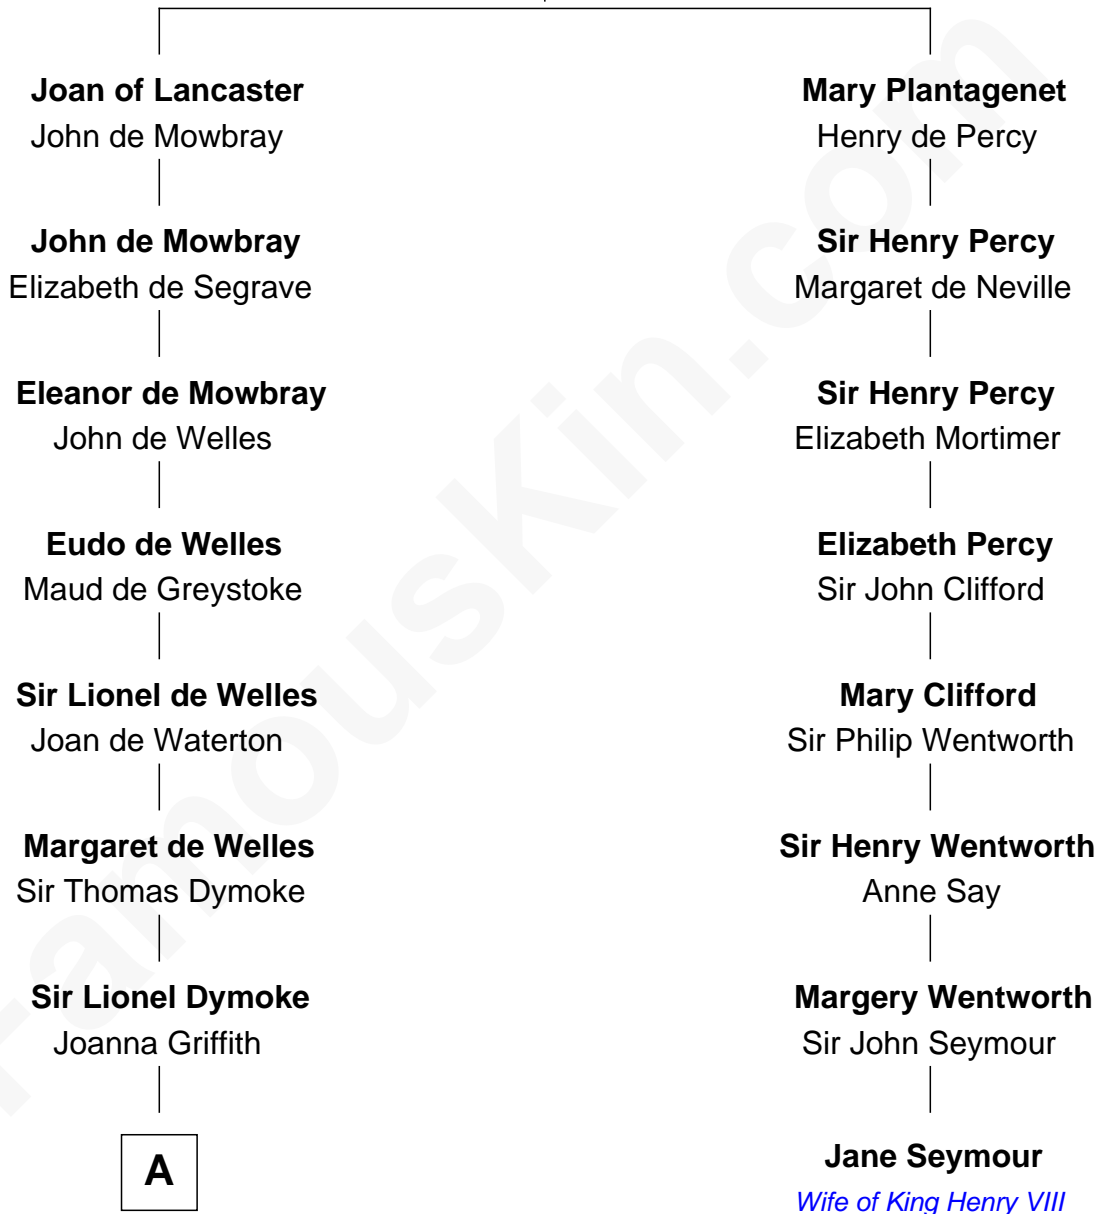 Joan of Lancaster
John de Mowbray
Mary Plantagenet
Henry de Percy
John de Mowbray
Elizabeth de Segrave
Sir Henry Percy
Margaret de Neville
Eleanor de Mowbray
John de Welles
Sir Henry Percy
Elizabeth Mortimer
Eudo de Welles
Maud de Greystoke
Elizabeth Percy
Sir John Clifford
Sir Lionel de Welles
Joan de Waterton
Mary Clifford
Sir Philip Wentworth
Margaret de Welles
Sir Thomas Dymoke
Sir Henry Wentworth
Anne Say
Sir Lionel Dymoke
Joanna Griffith
Margery Wentworth
Sir John Seymour
A
Jane Seymour
Wife of King Henry VIII
FamousKin.com